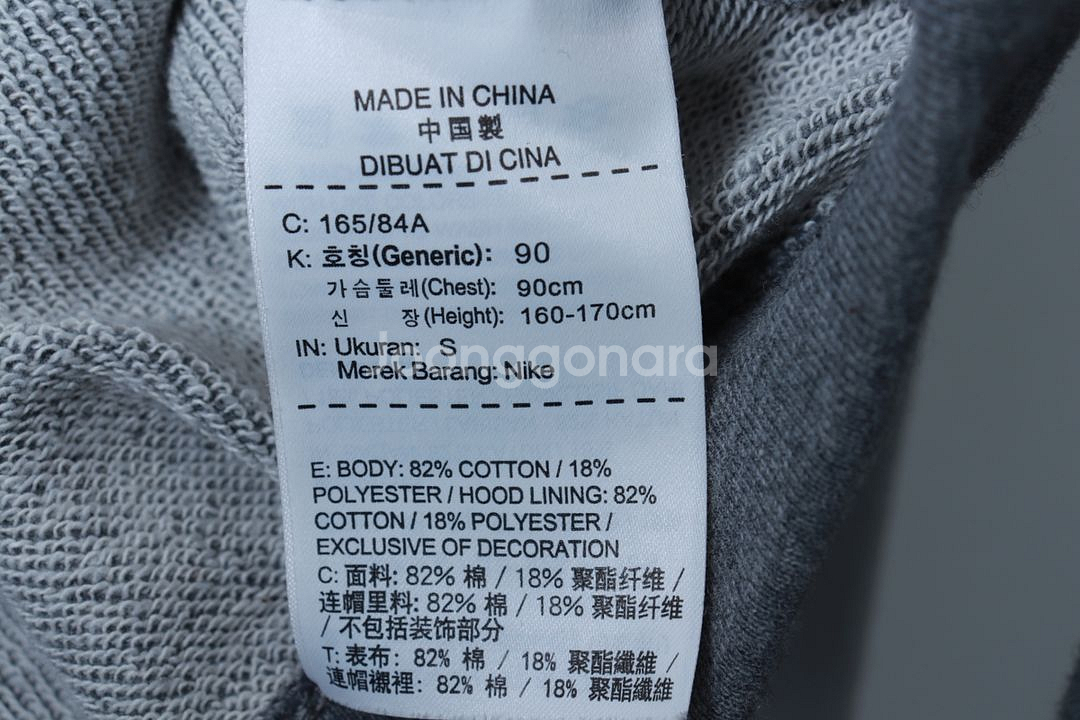 MADE IN CHINA
中国製
DIBUAT DI CINA
C: 165/84A
K: 호칭(Generic): 90
가슴둘레(Chest): 90cm
신 장(Height): 160-170cm
IN: Ukuran: S
Merek Barang: Nike
Joonggonara
E: BODY: 82% COTTON / 18%
POLYESTER / HOOD LINING: 82%
COTTON / 18% POLYESTER /
EXCLUSIVE OF DECORATION
C: 面料: 82% 棉 / 18% 聚酯纤维 /
连帽里料: 82% 棉 / 18% 聚酯纤维
/ 不包括装饰部分
T: 表布: 82% 棉 / 18% 聚酯纖維 /
連帽襯裡: 82% 棉 / 18% 聚酯纖維